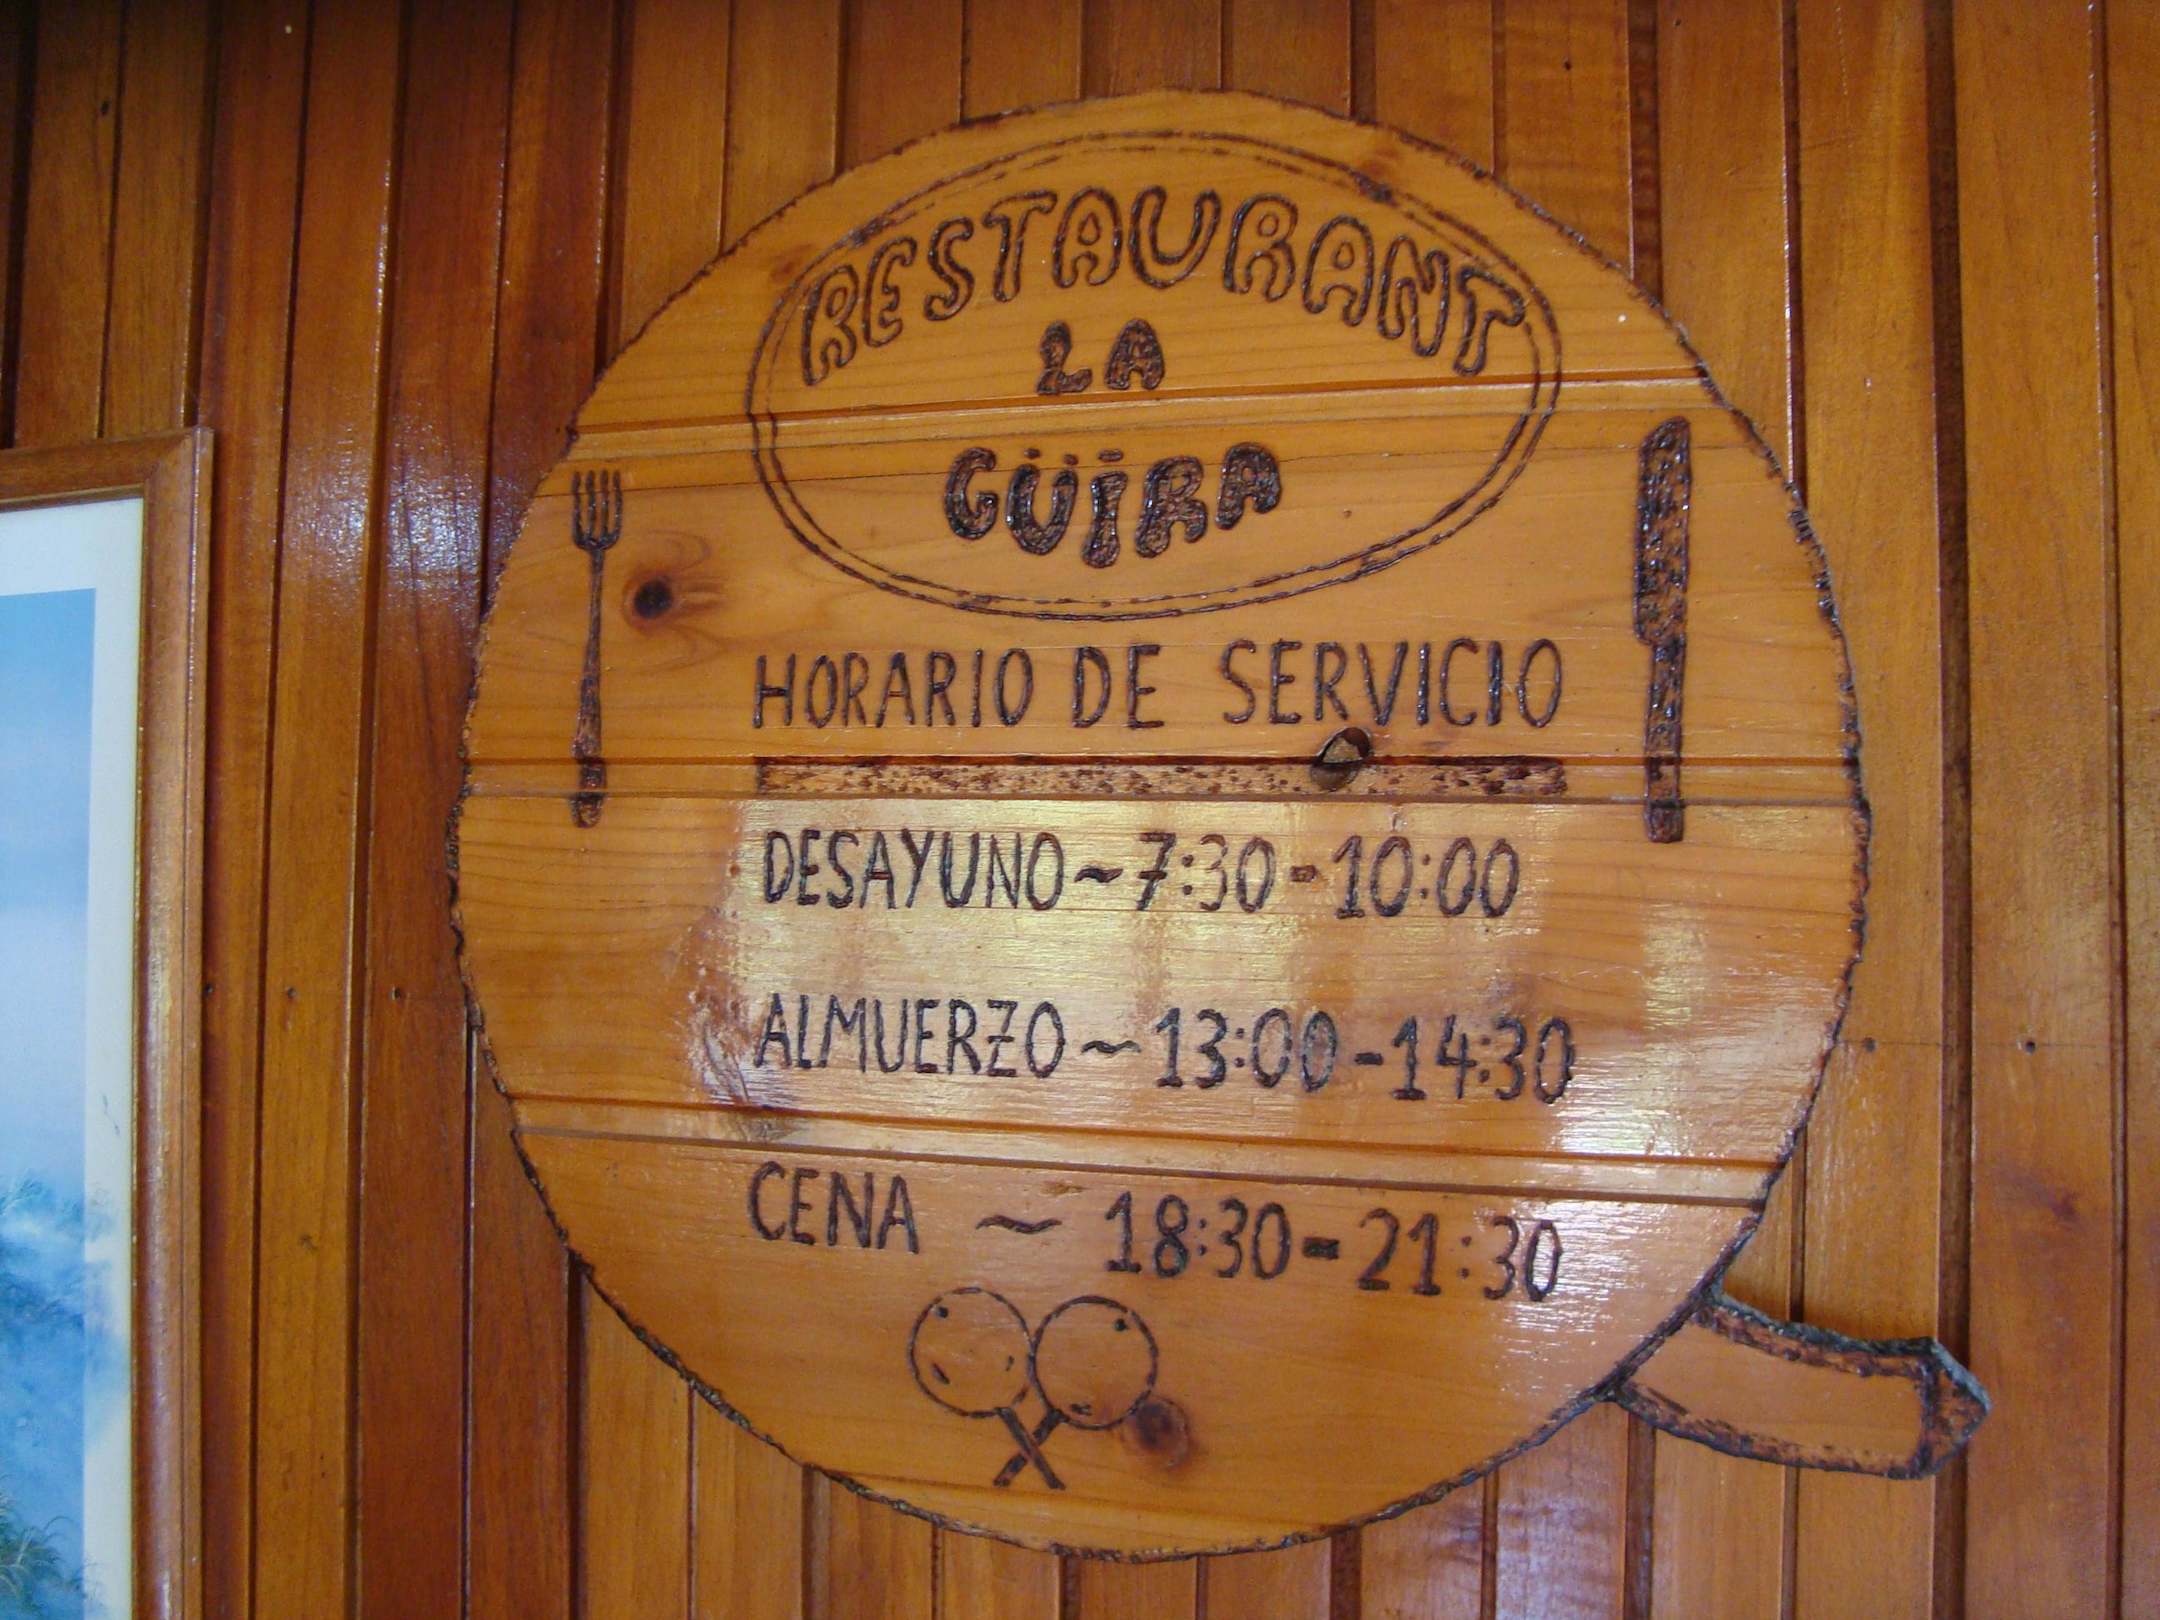 RESTAURANT
LA
GÜÏRA
HORARIO DE SERVICIO
DESAYUNO~7:30-10:00
ALMUERZO~13:00-14:30
CENA ~ 18:30-21:30